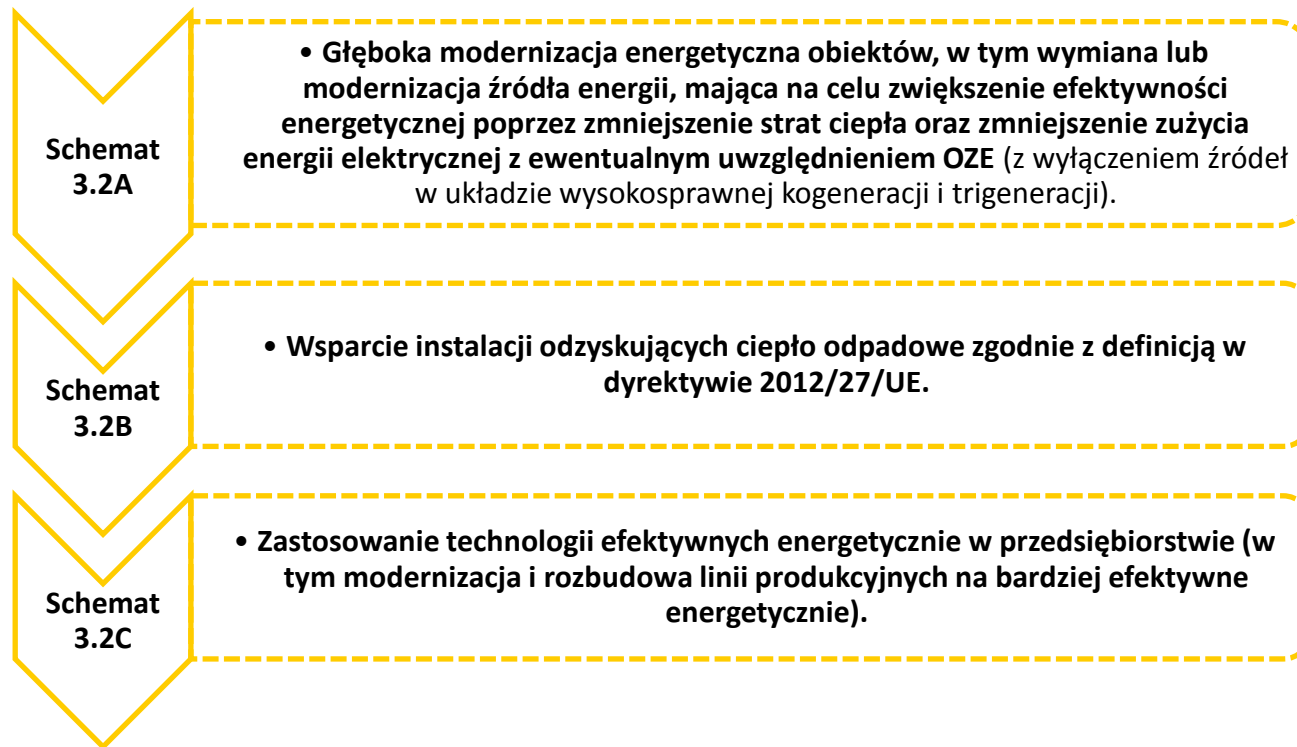 Schemat
3.2A
• Głęboka modernizacja energetyczna obiektów, w tym wymiana lub
modernizacja źródła energii, mająca na celu zwiększenie efektywności
energetycznej poprzez zmniejszenie strat ciepła oraz zmniejszenie zużycia
energii elektrycznej z ewentualnym uwzględnieniem OZE (z wyłączeniem źródeł
w układzie wysokosprawnej kogeneracji i trigeneracji).
Schemat
3.2B
• Wsparcie instalacji odzyskujących ciepło odpadowe zgodnie z definicją w
dyrektywie 2012/27/UE.
Schemat
3.2C
• Zastosowanie technologii efektywnych energetycznie w przedsiębiorstwie (w
tym modernizacja i rozbudowa linii produkcyjnych na bardziej efektywne
energetycznie).